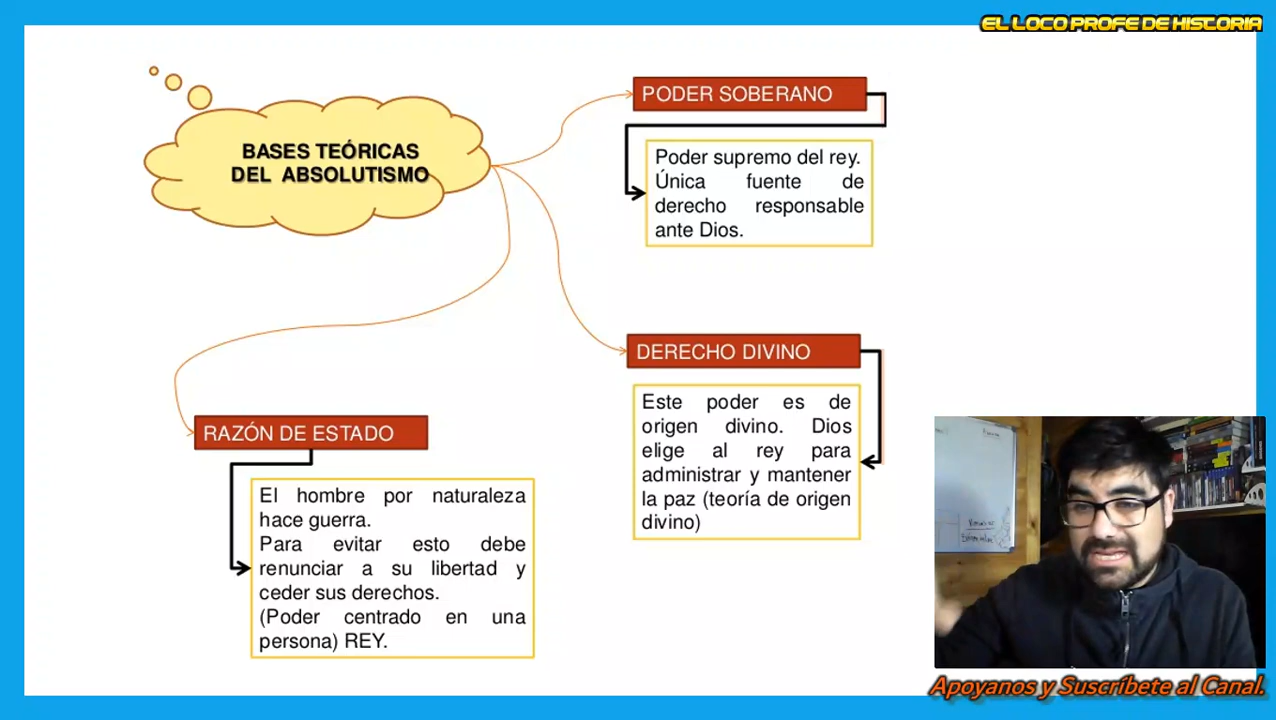 EL LOCO PROFE DE HISTORIA
BASES TEÓRICAS
DEL ABSOLUTISMO
PODER SOBERANO
Poder supremo del rey.
Única fuente de
derecho responsable
ante Dios.
DERECHO DIVINO
Este poder es de
origen divino. Dios
elige al rey para
administrar y mantener
la paz (teoría de origen
divino)
RAZÓN DE ESTADO
El hombre por naturaleza
hace guerra.
Para evitar esto debe
renunciar a su libertad y
ceder sus derechos.
(Poder centrado en una
persona) REY.
Apoyanos y Suscríbete al Canal.